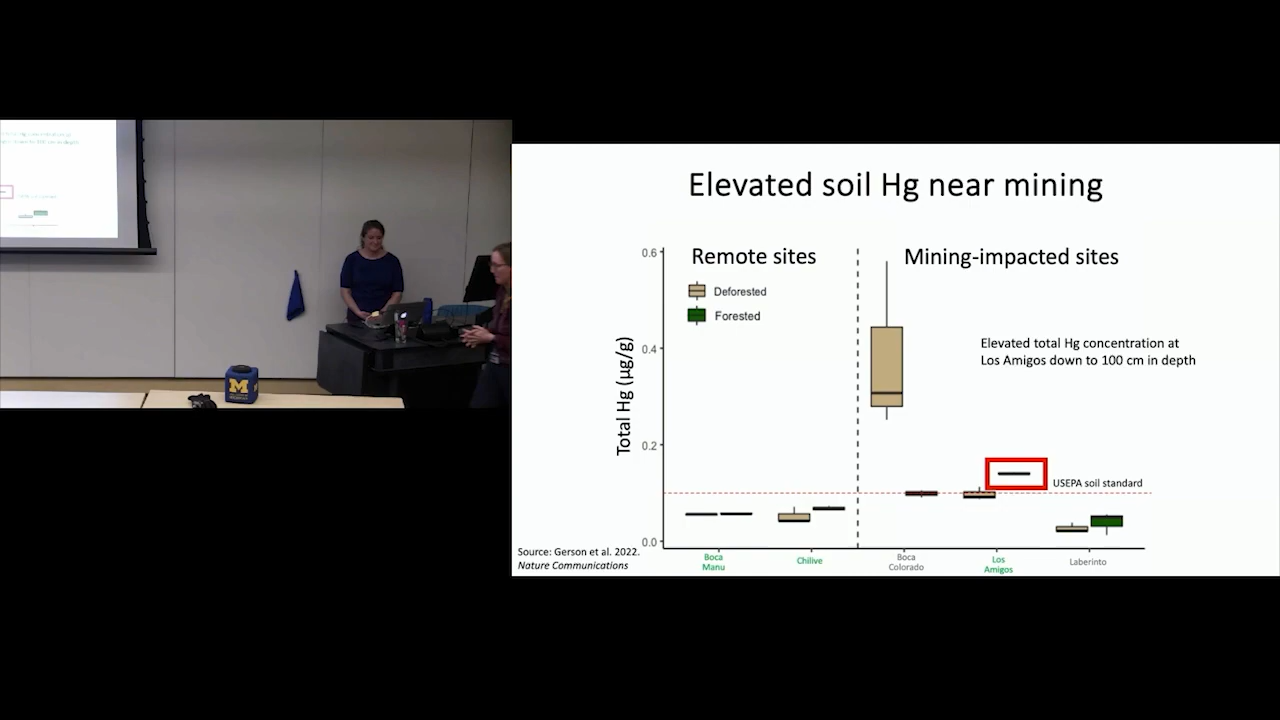 Elevated soil Hg near mining
Remote sites
Mining-impacted sites
Deforested
Forested
Elevated total Hg concentration at
Los Amigos down to 100 cm in depth
Total Hg (µg/g)
0.6
0.4
0.2
0.0
USEPA soil standard
Source: Gerson et al. 2022.
Nature Communications
Boca
Manu
Chilive
Boca
Colorado
Los
Amigos
Laberinto
M